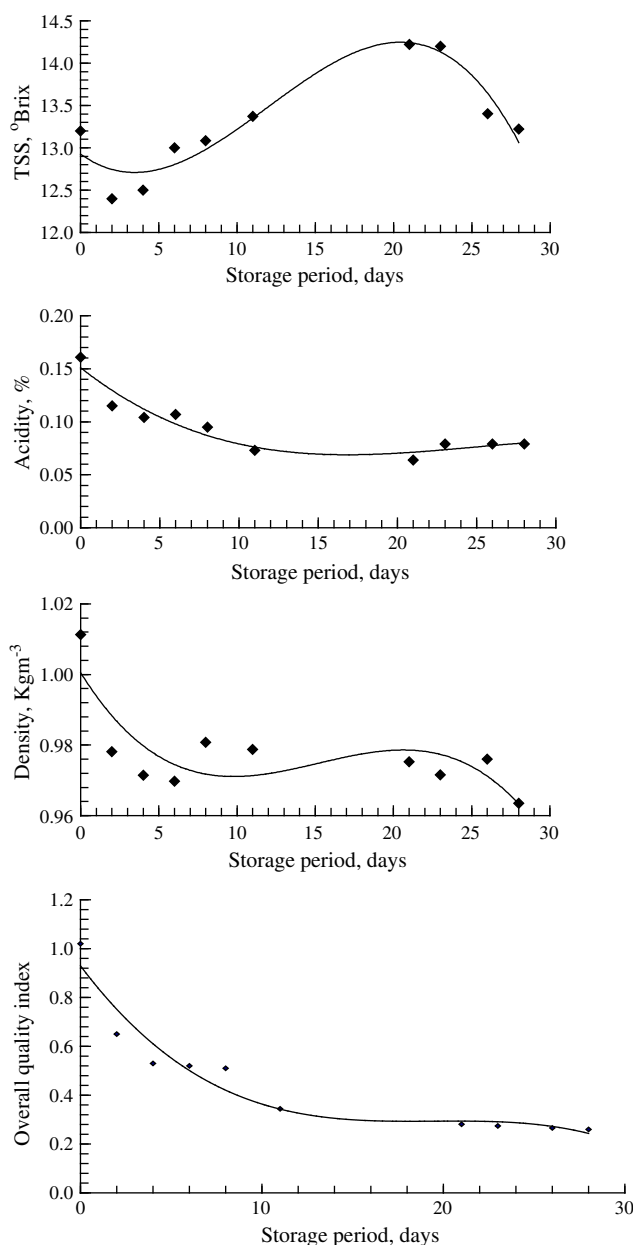 14.5
14.0
13.5
13.0
12.5
12.0
TSS, °Brix
0 5 10 15 20 25 30
Storage period, days
0.20
0.15
0.10
0.05
0.00
Acidity, %
0 5 10 15 20 25 30
Storage period, days
1.02
1.00
0.98
0.96
Density, Kgm-3
0 5 10 15 20 25 30
Storage period, days
1.2
1.0
0.8
0.6
0.4
0.2
0.0
Overall quality index
0 10 20 30
Storage period, days